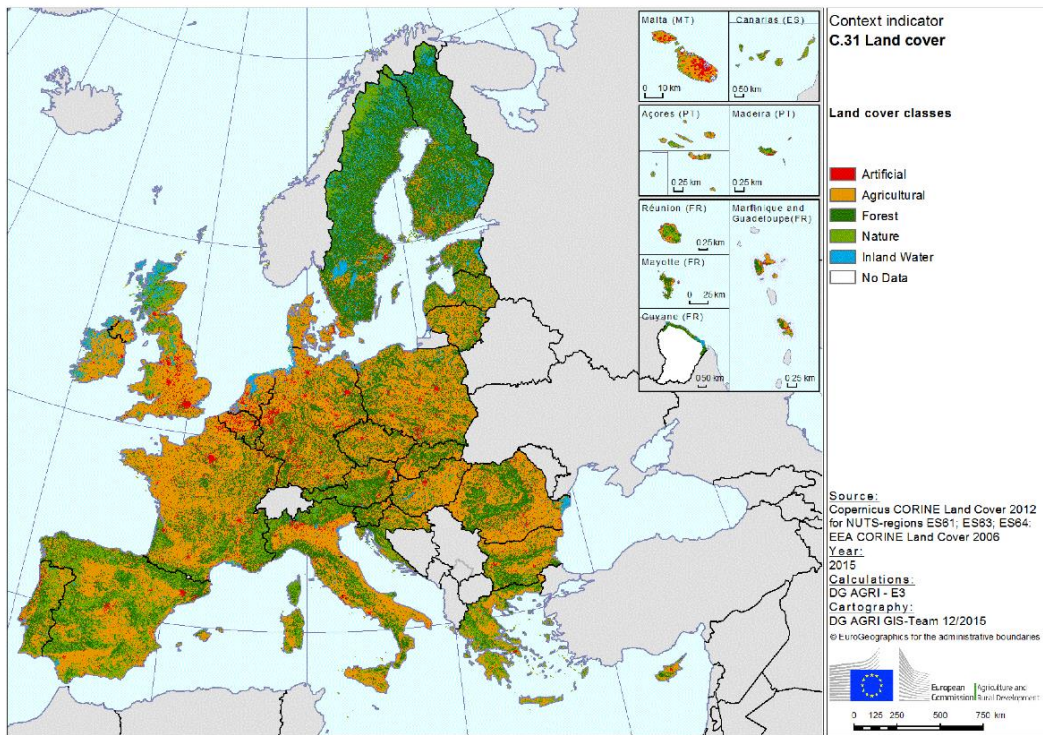 Malta (MT)
0 10 km
Canarias (ES)
0 50 km
Açores (PT)
0 25 km
Madeira (PT)
0 25 km
Réunion (FR)
0 25 km
Martinique and
Guadeloupe(FR)
Mayotte (FR)
0 25 km
Guyane (FR)
0 50 km
0 25 km
Context indicator
C.31 Land cover
Land cover classes
Artificial
Agricultural
Forest
Nature
Inland Water
No Data
Source:
Copernicus CORINE Land Cover 2012
for NUTS-regions ES61; ES63; ES64:
EEA CORINE Land Cover 2006
Year:
2015
Calculations:
DG AGRI - E3
Cartography:
DG AGRI GIS-Team 12/2015
© EuroGeographics for the administrative boundaries
European
Commission
Agriculture and
Rural Development
0 125 250 500 750 km